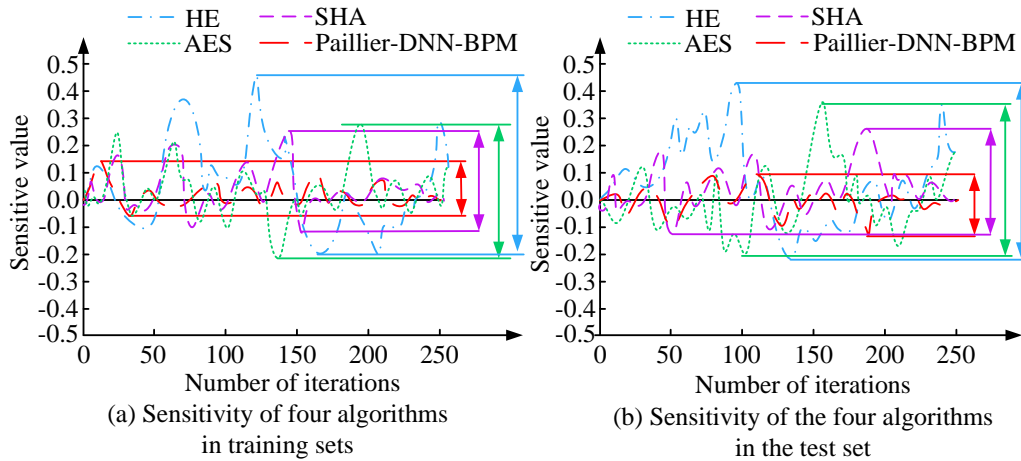 HE
SHA
AES
Paillier-DNN-BPM
0.5
0.4
0.3
0.2
0.1
0.0
-0.1
-0.2
-0.3
-0.4
-0.5
Sensitive value
0
50
100
150
200
250
Number of iterations
(a) Sensitivity of four algorithms
in training sets
HE
SHA
AES
Paillier-DNN-BPM
0.5
0.4
0.3
0.2
0.1
0.0
-0.1
-0.2
-0.3
-0.4
-0.5
Sensitive value
0
50
100
150
200
250
Number of iterations
(b) Sensitivity of the four algorithms
in the test set